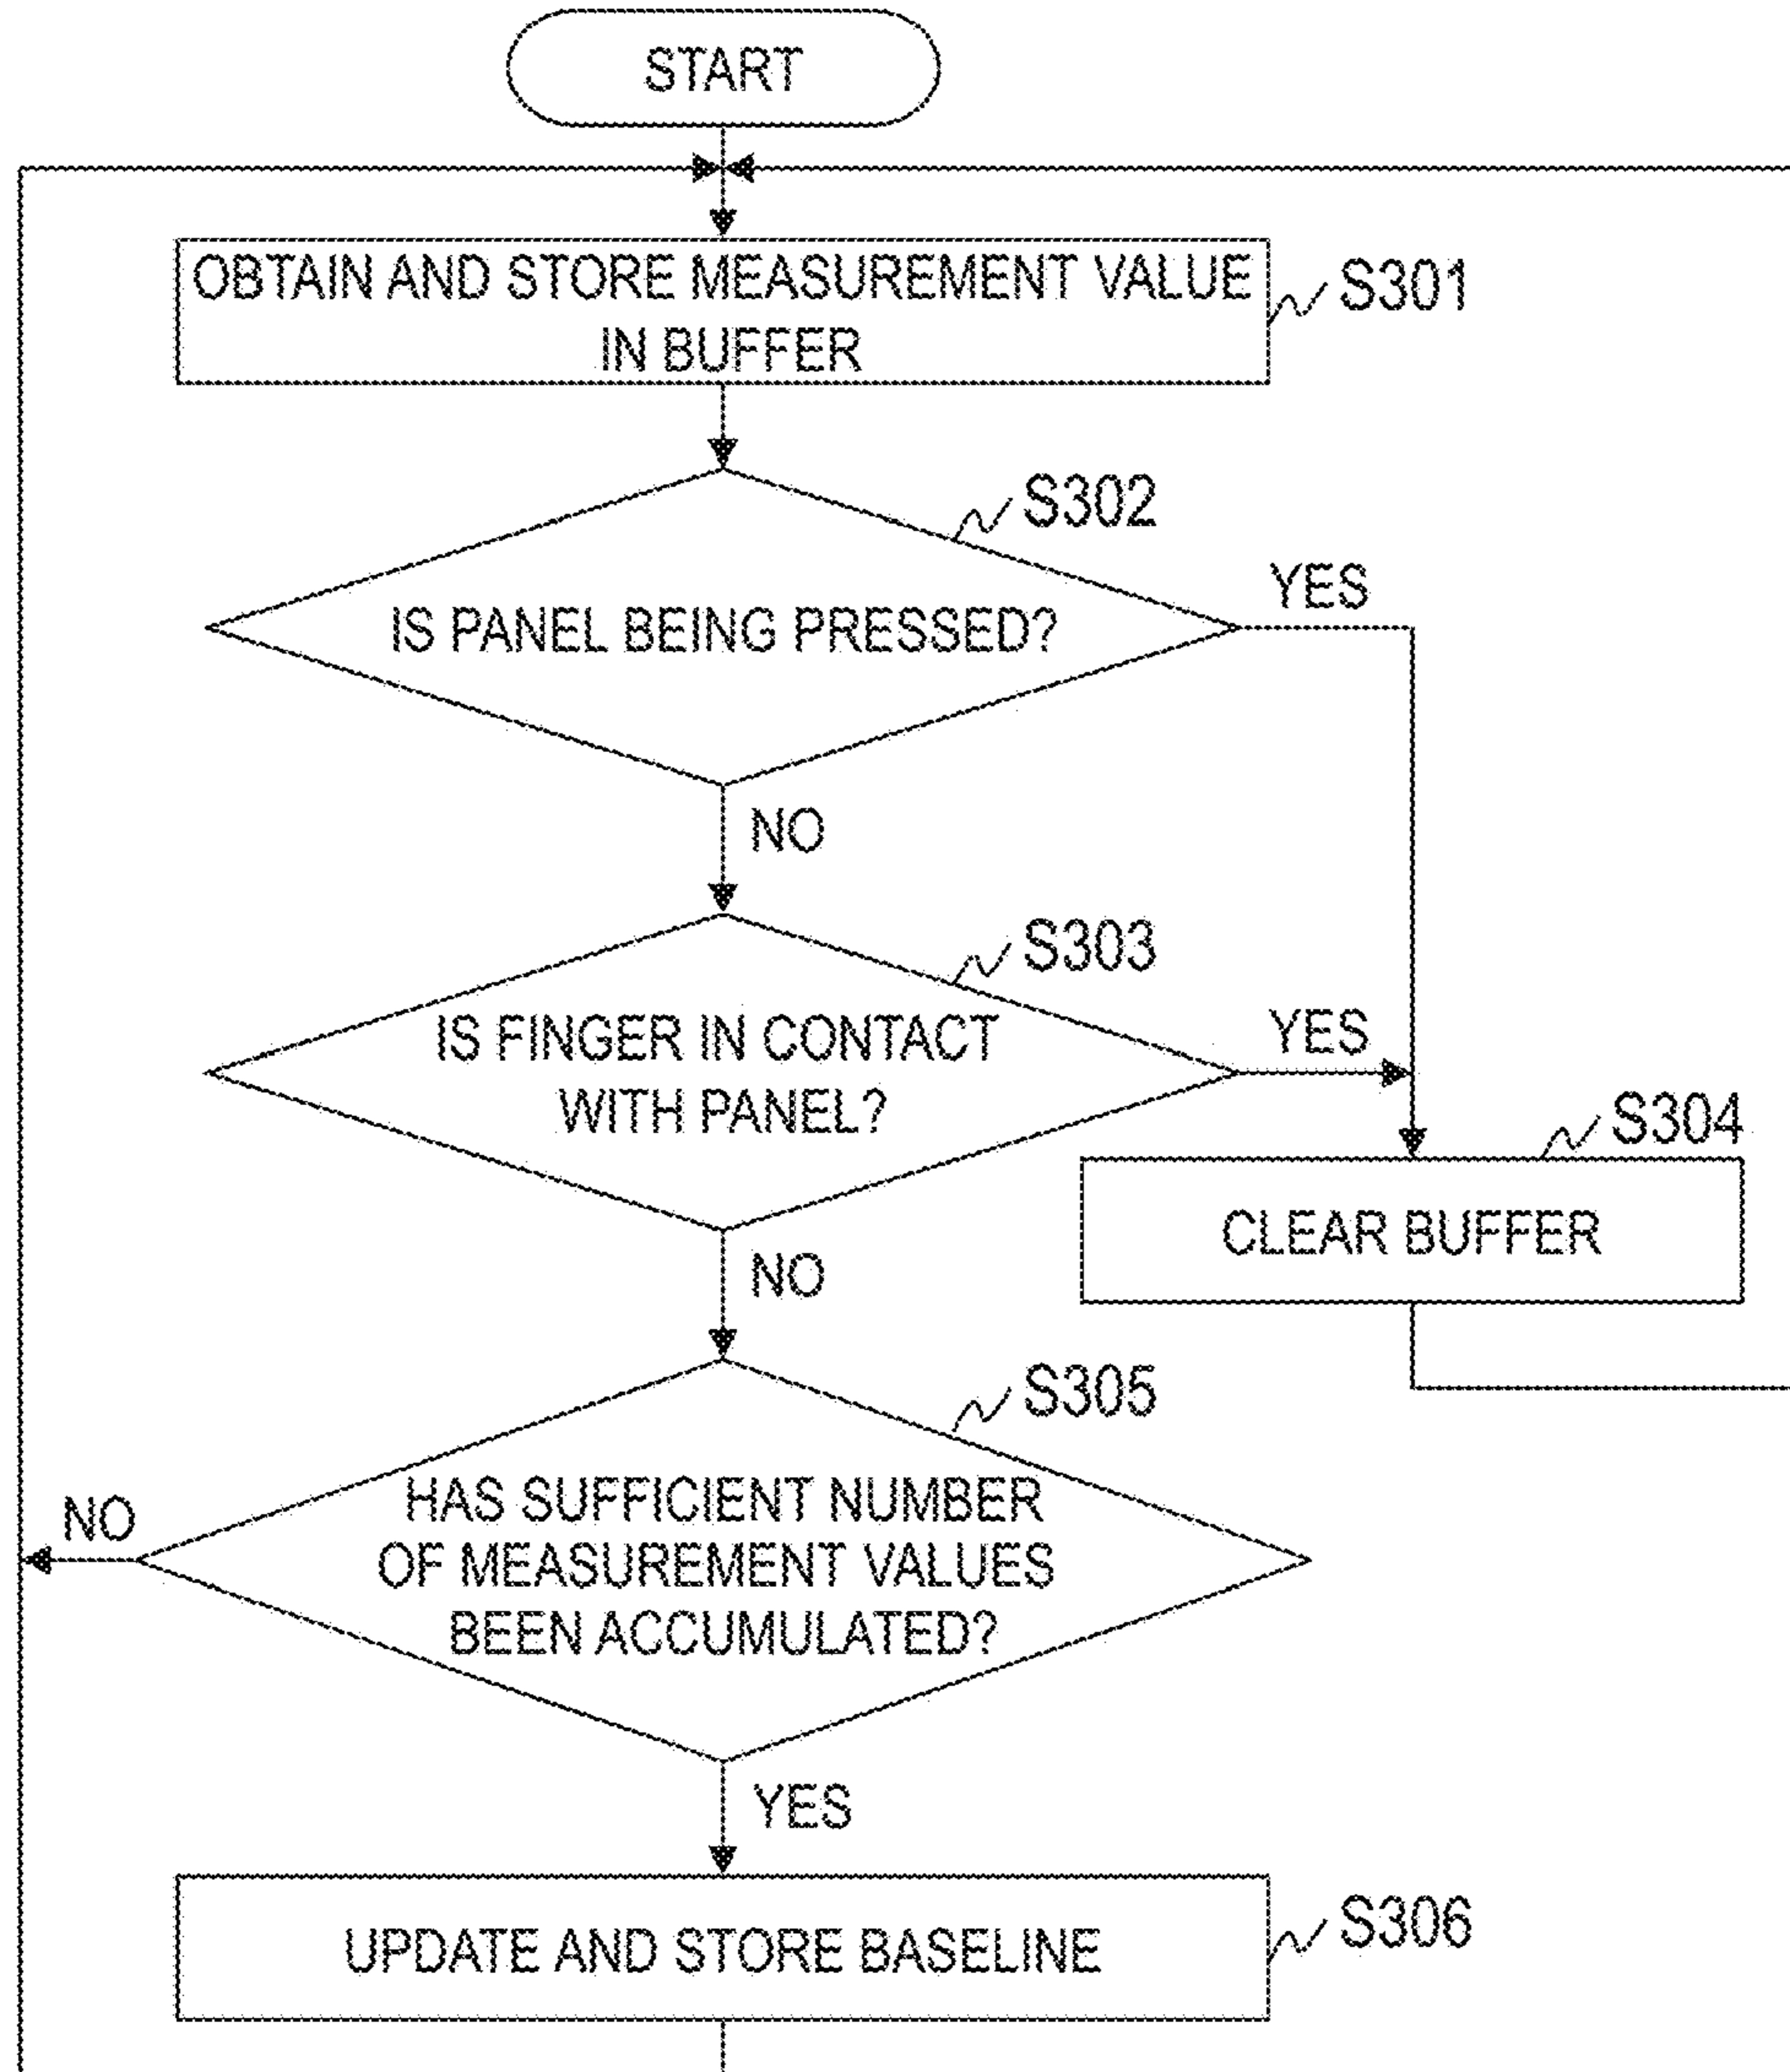 START
OBTAIN AND STORE MEASUREMENT VALUE
IN BUFFER
S301
S302
IS PANEL BEING PRESSED?
YES
NO
S303
IS FINGER IN CONTACT
WITH PANEL?
YES
S304
CLEAR BUFFER
NO
S305
HAS SUFFICIENT NUMBER
OF MEASUREMENT VALUES
BEEN ACCUMULATED?
NO
YES
UPDATE AND STORE BASELINE
S306